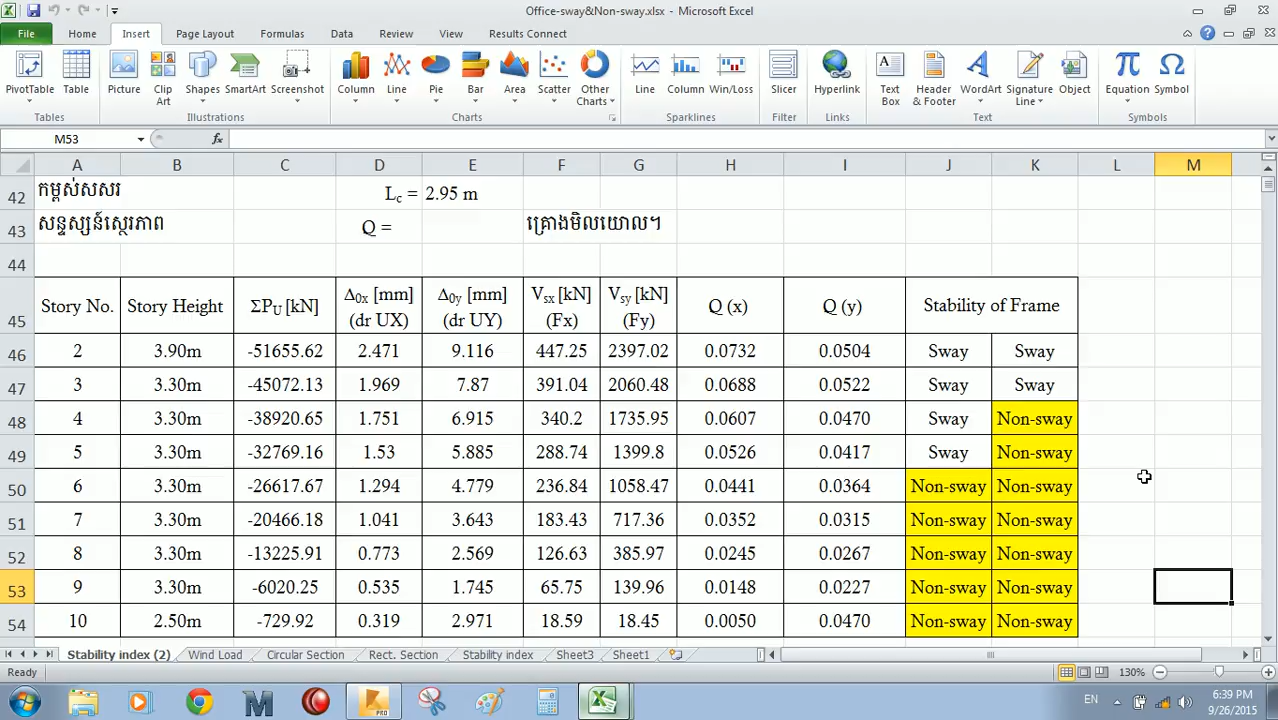 Office-sway&Non-sway.xlsx - Microsoft Excel
File Home Insert Page Layout Formulas Data Review View Results Connect
PivotTable Table Picture Clip Art Shapes SmartArt Screenshot Column Line Pie Bar Area Scatter Other Charts Line Column Win/Loss Slicer Hyperlink Text Box Header & Footer WordArt Signature Line Object Equation Symbol
Tables Illustrations Charts Sparklines Filter Links Text Symbols
M53 fx
A B C D E F G H I J K L M
42 កម្ពស់សសរ Lc = 2.95 m
43 សន្ទស្សន៍ស្ថេរភាព Q = គ្រោងមិលយោល។
44
45 Story No. Story Height ΣPU [kN] Δ0x [mm] (dr UX) Δ0y [mm] (dr UY) Vsx [kN] (Fx) Vsy [kN] (Fy) Q (x) Q (y) Stability of Frame
46 2 3.90m -51655.62 2.471 9.116 447.25 2397.02 0.0732 0.0504 Sway Sway
47 3 3.30m -45072.13 1.969 7.87 391.04 2060.48 0.0688 0.0522 Sway Sway
48 4 3.30m -38920.65 1.751 6.915 340.2 1735.95 0.0607 0.0470 Sway Non-sway
49 5 3.30m -32769.16 1.53 5.885 288.74 1399.8 0.0526 0.0417 Sway Non-sway
50 6 3.30m -26617.67 1.294 4.779 236.84 1058.47 0.0441 0.0364 Non-sway Non-sway
51 7 3.30m -20466.18 1.041 3.643 183.43 717.36 0.0352 0.0315 Non-sway Non-sway
52 8 3.30m -13225.91 0.773 2.569 126.63 385.97 0.0245 0.0267 Non-sway Non-sway
53 9 3.30m -6020.25 0.535 1.745 65.75 139.96 0.0148 0.0227 Non-sway Non-sway
54 10 2.50m -729.92 0.319 2.971 18.59 18.45 0.0050 0.0470 Non-sway Non-sway
Stability index (2) Wind Load Circular Section Rect. Section Stability index Sheet3 Sheet1
Ready 130%
EN 6:39 PM
9/26/2015